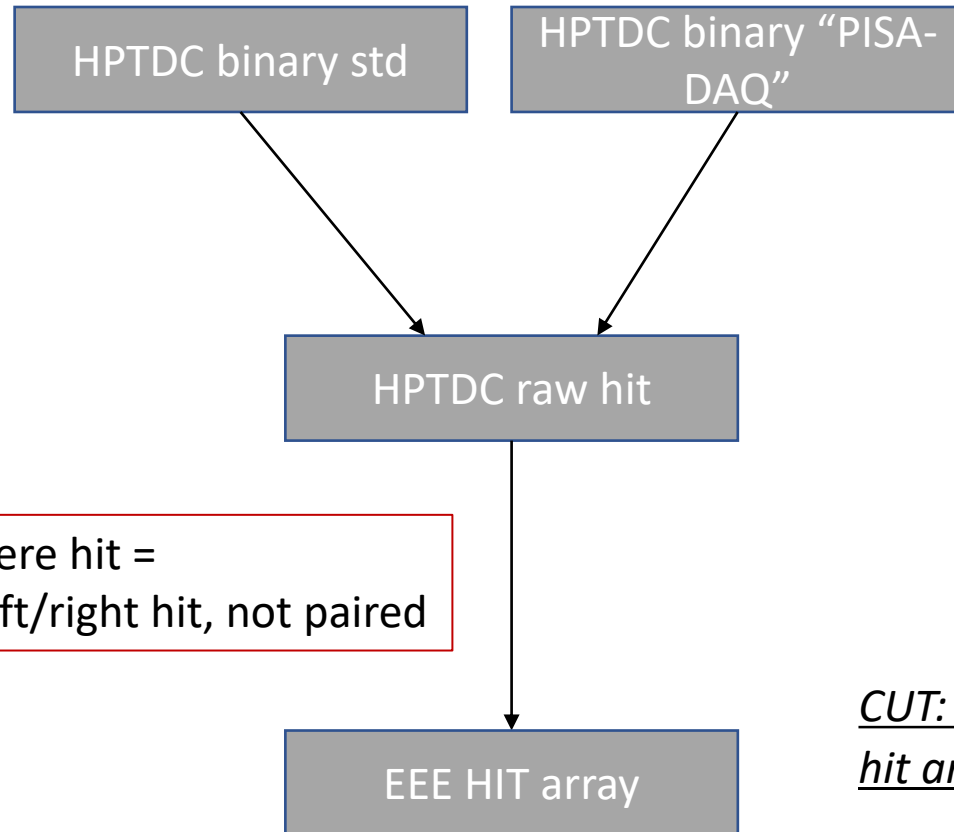 HPTDC binary std
HPTDC binary “PISA-
DAQ”
HPTDC raw hit
ere hit =
ft/right hit, not paired
CUT:
hit ar
EEE HIT array